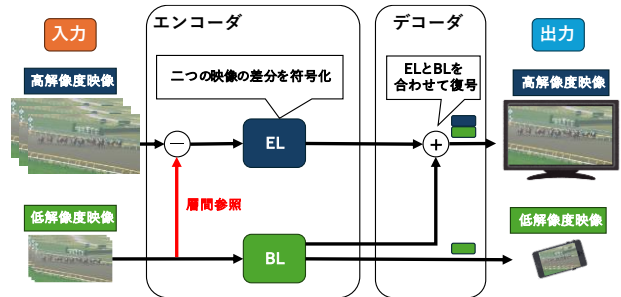 入力
エンコーダ
デコーダ
出力
高解像度映像
二つの映像の差分を符号化
ELとBLを
合わせて復号
高解像度映像
−
EL
+
層間参照
低解像度映像
BL
低解像度映像